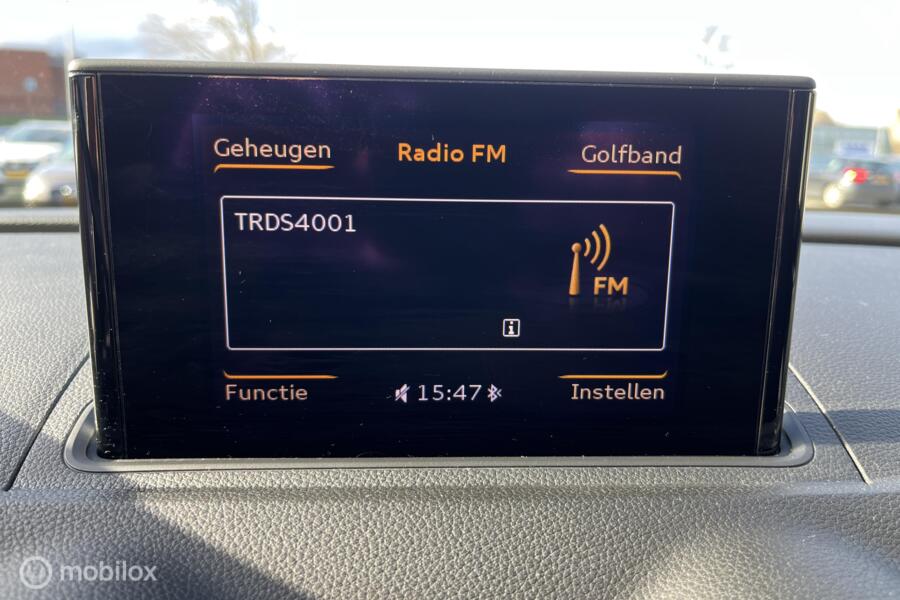 Geheugen
Radio FM
Golfband
TRDS4001
FM
i
Functie
15:47
Instellen
mobilox